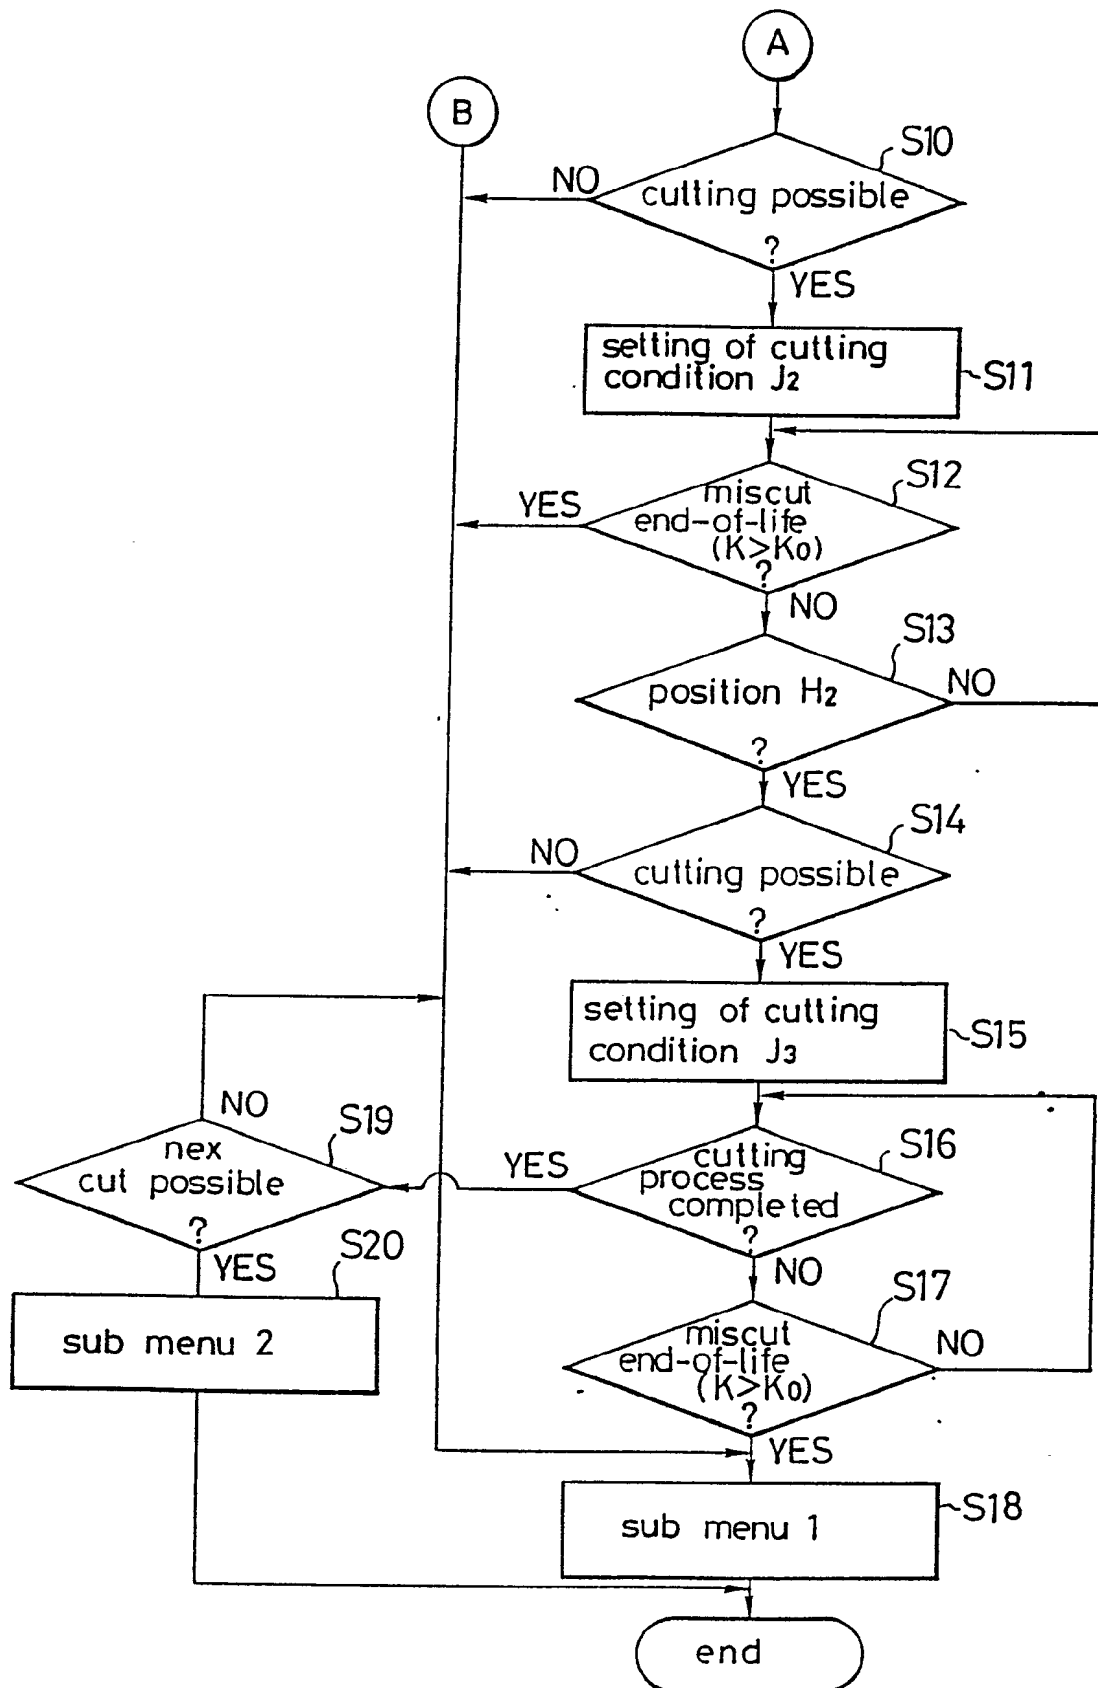 A
B
S10
NO
cutting possible
?
YES
setting of cutting
condition J2
S11
S12
YES
miscut
end-of-life
(K>K0)
?
NO
S13
position H2
NO
?
YES
S14
NO
cutting possible
?
YES
setting of cutting
condition J3
S15
NO
S19
nex
cut possible
?
YES
S16
YES
cutting
process
completed
?
NO
S20
sub menu 2
S17
miscut
end-of-life
(K>K0)
?
NO
YES
S18
sub menu 1
end